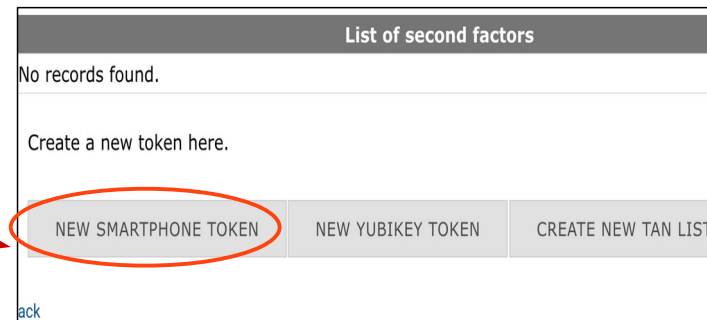 List of second factors
No records found.
Create a new token here.
NEW SMARTPHONE TOKEN NEW YUBIKEY TOKEN CREATE NEW TAN LIST
ack